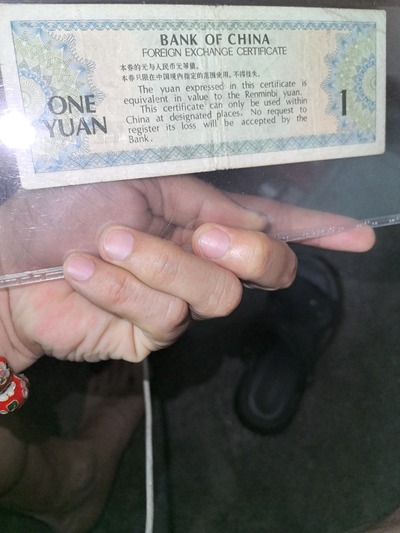 BANK OF CHINA
FOREIGN EXCHANGE CERTIFICATE
本券的元与人民币元等值。
本券只限在中国境内指定的范围使用,不得挂失。
The yuan expressed in this certificate is
equivalent in value to the Renminbi yuan.
This certificate can only be used within
China at designated places. No request to
register its loss will be accepted by the
Bank.
ONE
YUAN
1